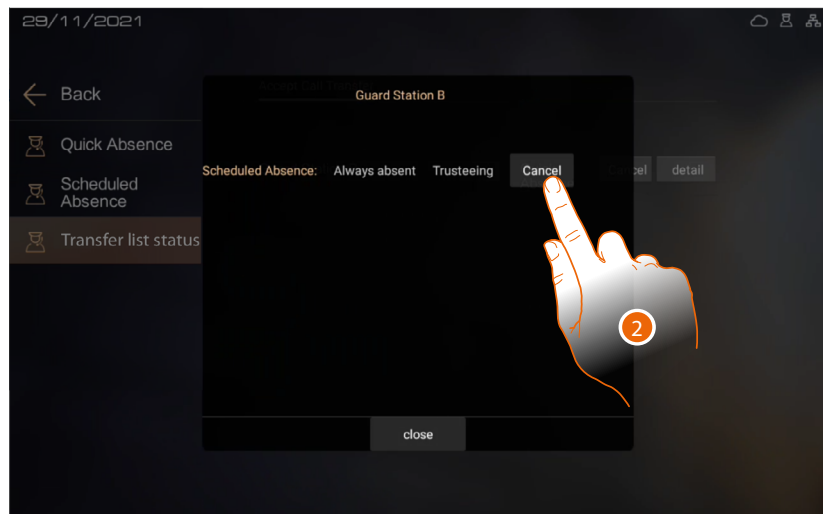 29/11/2021
Back
Quick Absence
Scheduled
Absence
Transfer list status
Guard Station B
Scheduled Absence: Always absent Trusteeing Cancel
detail
close
2